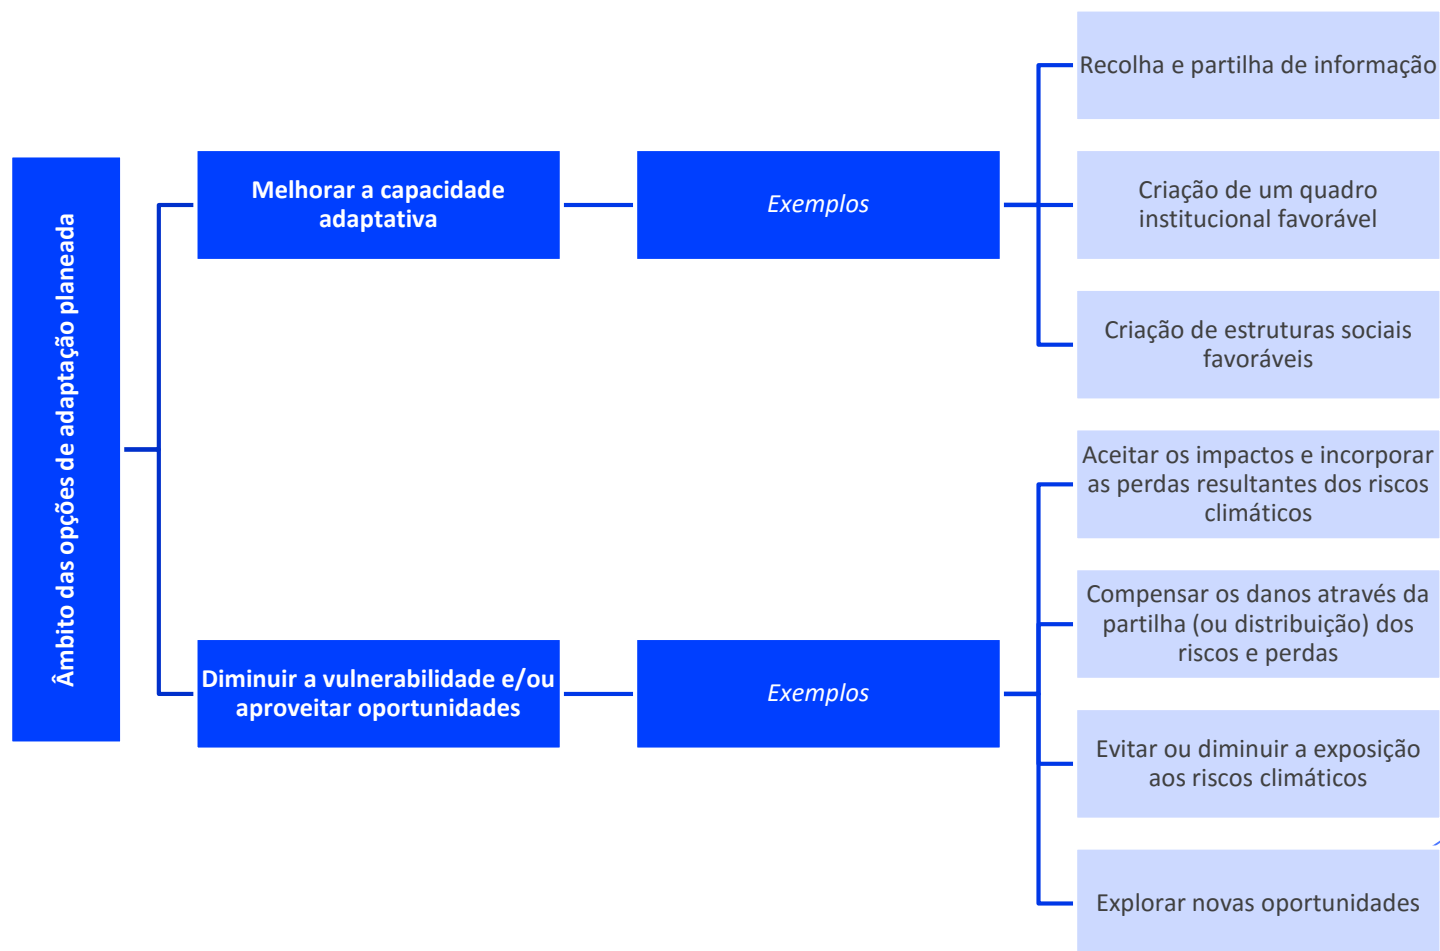 Âmbito das opções de adaptação planeada
Melhorar a capacidade
adaptativa
Exemplos
Recolha e partilha de informação
Criação de um quadro
institucional favorável
Criação de estruturas sociais
favoráveis
Diminuir a vulnerabilidade e/ou
aproveitar oportunidades
Exemplos
Aceitar os impactos e incorporar
as perdas resultantes dos riscos
climáticos
Compensar os danos através da
partilha (ou distribuição) dos
riscos e perdas
Evitar ou diminuir a exposição
aos riscos climáticos
Explorar novas oportunidades